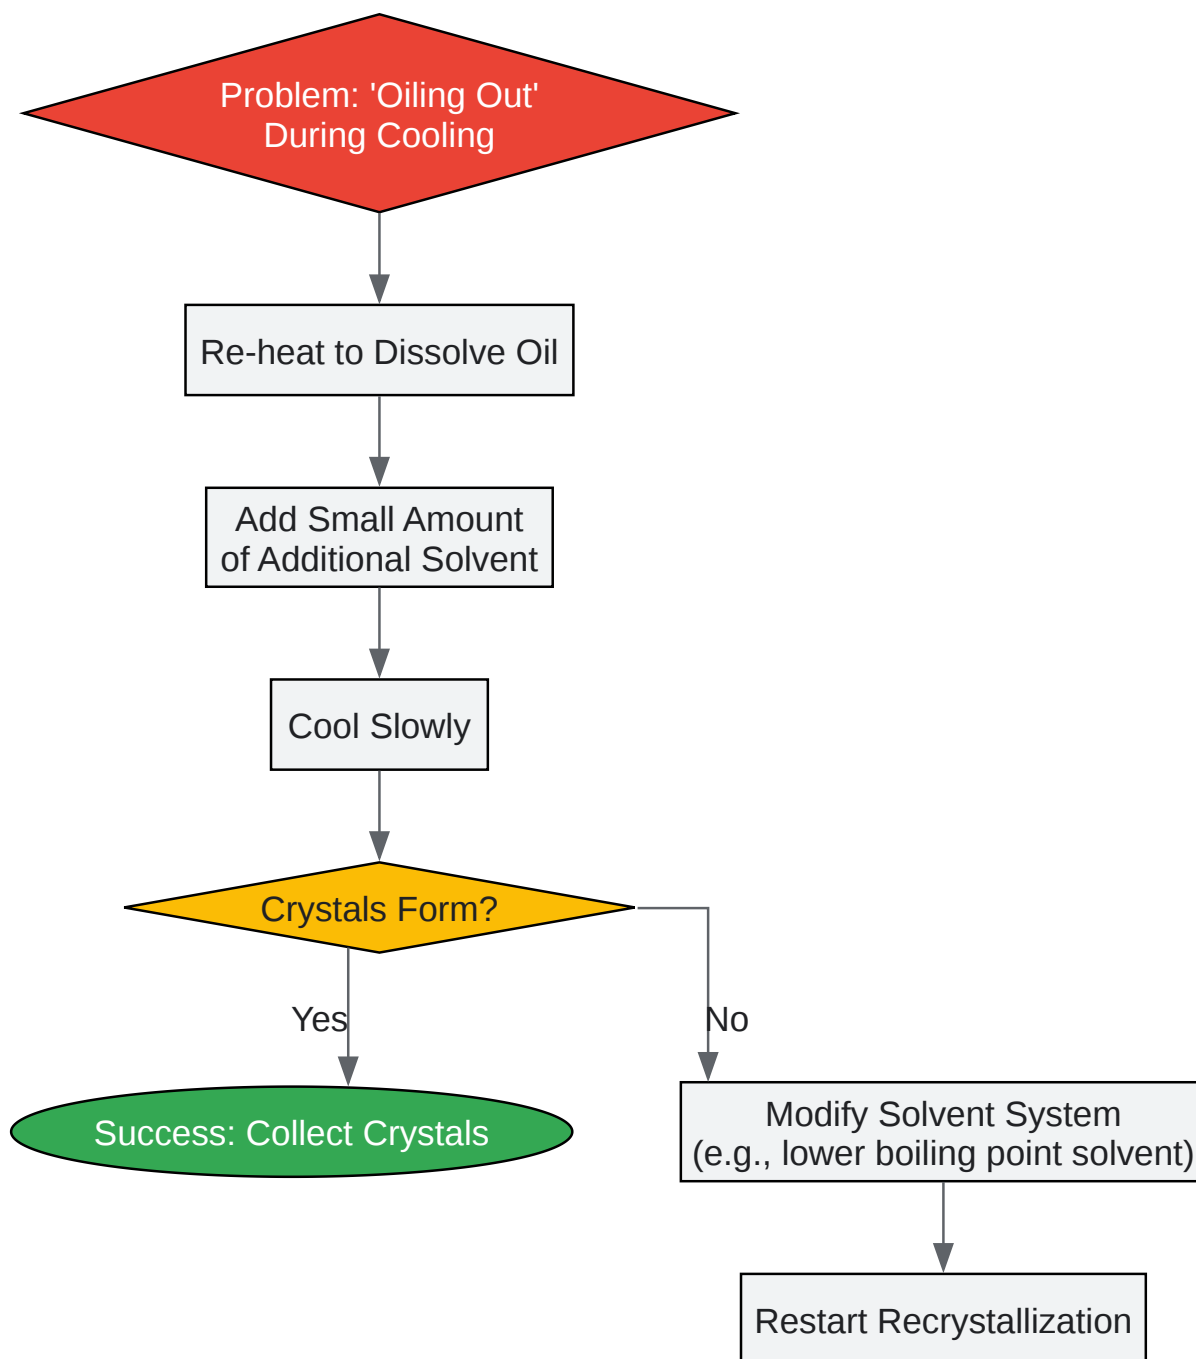 Problem: 'Oiling Out'
During Cooling
Re-heat to Dissolve Oil
Add Small Amount
of Additional Solvent
Cool Slowly
Crystals Form?
Yes
No
Success: Collect Crystals
Modify Solvent System
(e.g., lower boiling point solvent)
Restart Recrystallization